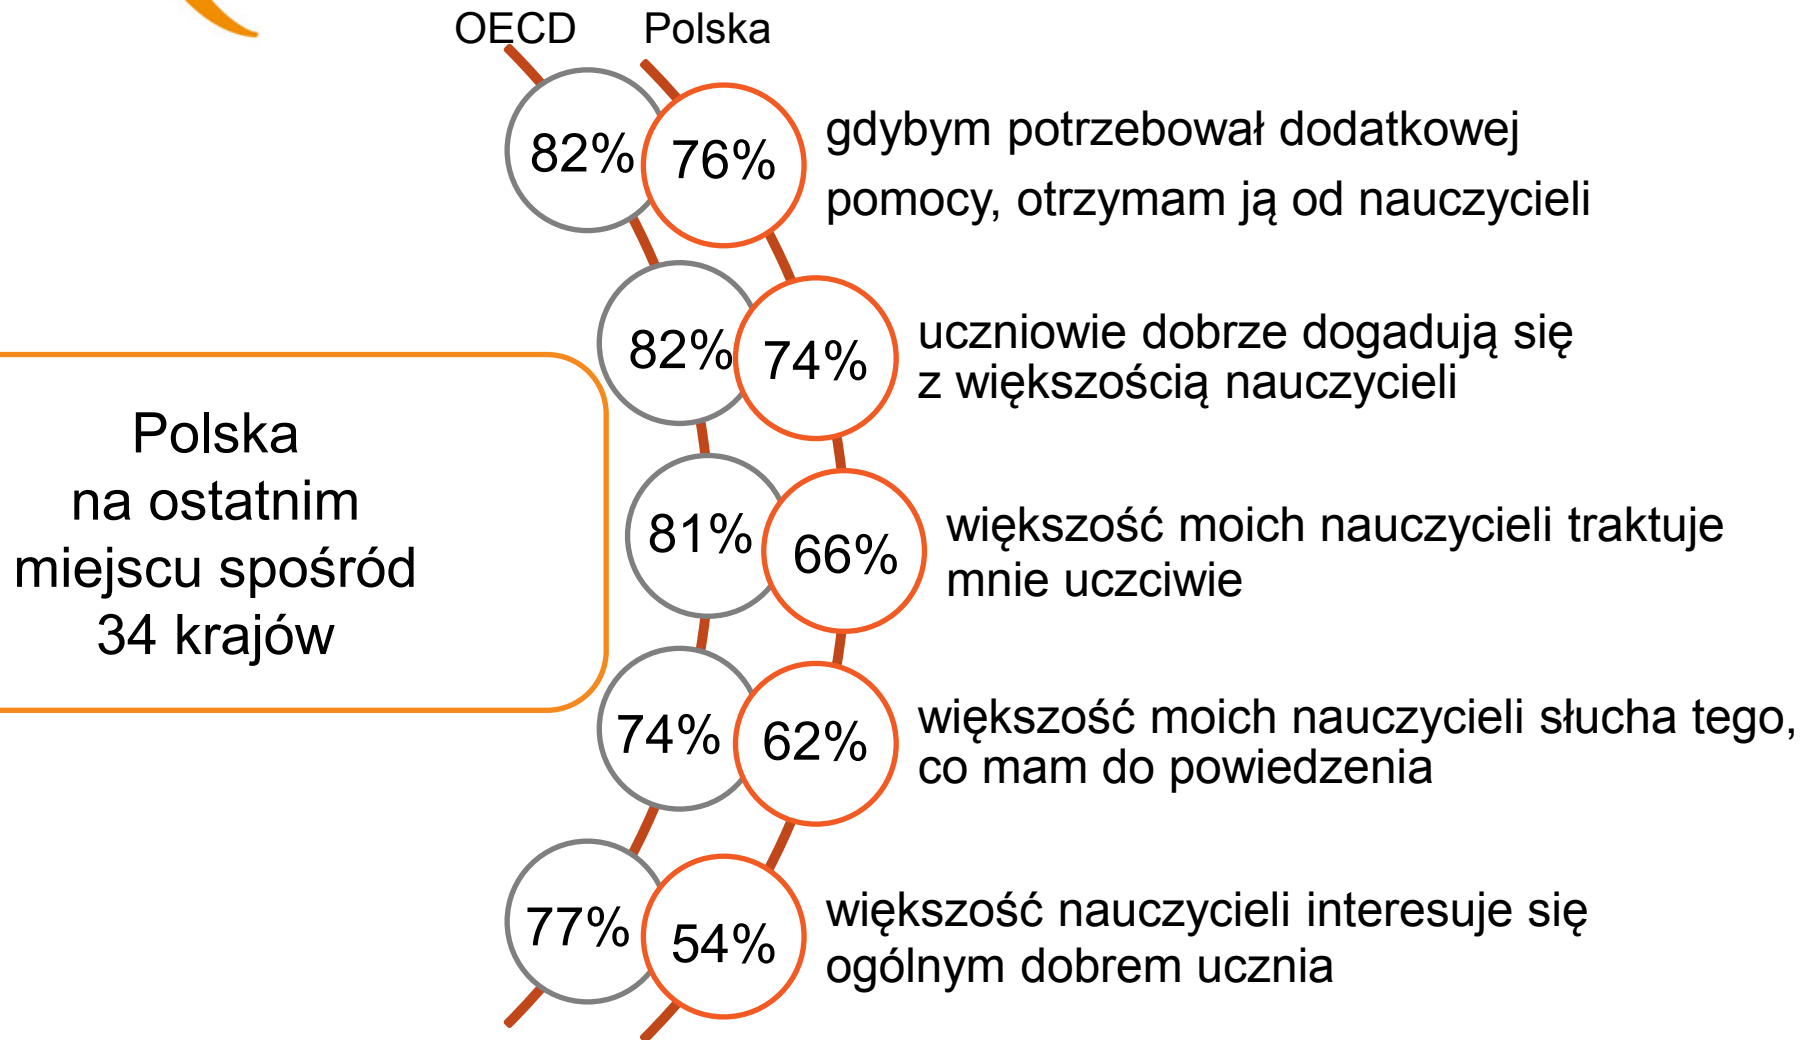 OECD Polska
82% 76% gdybym potrzebował dodatkowej
pomocy, otrzymam ją od nauczycieli
82% 74% uczniowie dobrze dogadują się
z większością nauczycieli
Polska
na ostatnim
miejscu spośród
34 krajów
81% 66% większość moich nauczycieli traktuje
mnie uczciwie
74% 62% większość moich nauczycieli słucha tego,
co mam do powiedzenia
77% 54% większość nauczycieli interesuje się
ogólnym dobrem ucznia